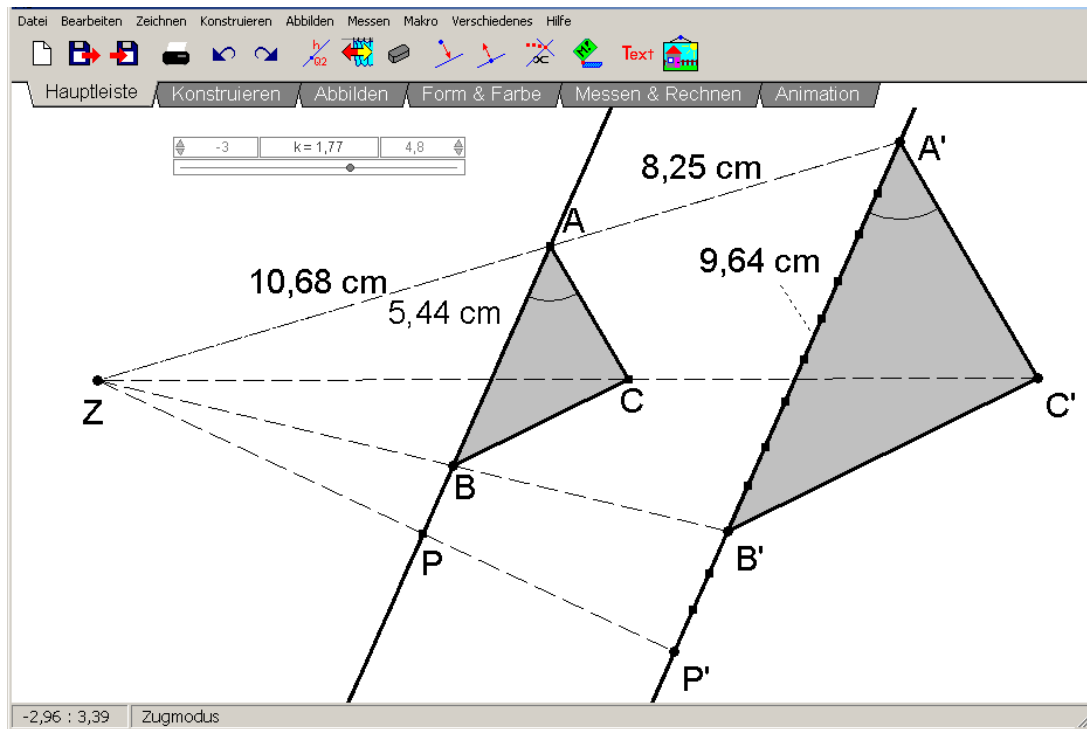 Datei Bearbeiten Zeichnen Konstruieren Abbilden Messen Makro Verschiedenes Hilfe
h/Q2 M! Text
Hauptleiste Konstruieren Abbilden Form & Farbe Messen & Rechnen Animation
-3 k = 1,77 4,8
A'
8,25 cm
A
9,64 cm
10,68 cm
5,44 cm
Z
C
C'
B
B'
P
P'
-2,96 : 3,39 Zugmodus